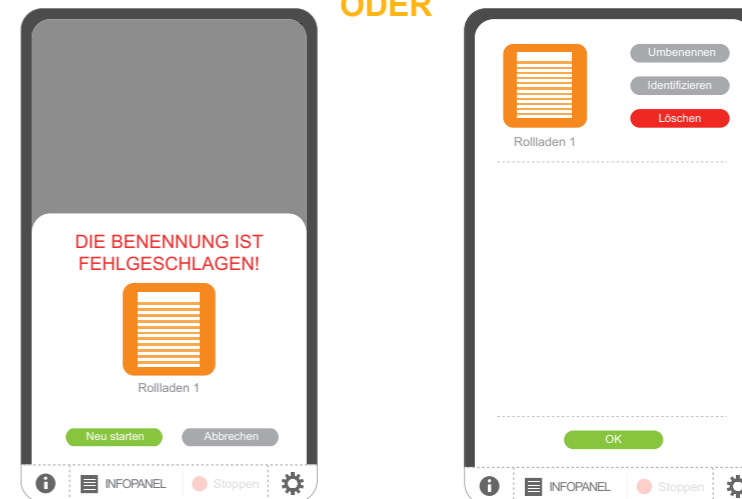 ODER
DIE BENENNUNG IST
FEHLGESCHLAGEN!
Rollladen 1
Neu starten
Abbrechen
INFOPANEL
Stoppen
Umbenennen
Identifizieren
Löschen
Rollladen 1
OK
INFOPANEL
Stoppen